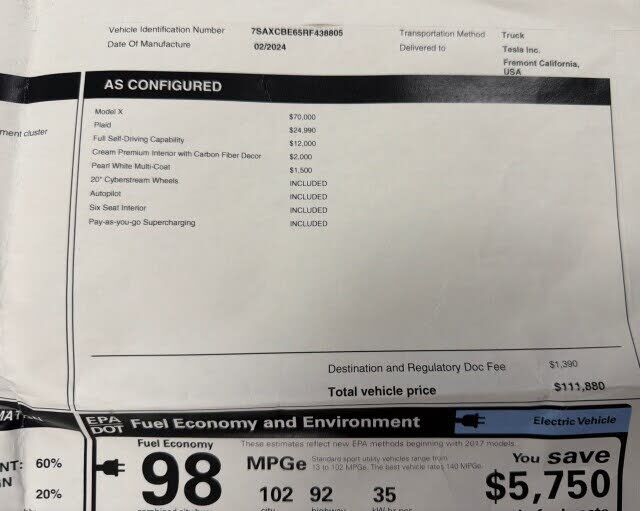 Vehicle Identification Number 7SAXCBE65RF438805 Transportation Method Truck
Date Of Manufacture 02/2024 Delivered to Tesla Inc.
Fremont California,
USA
AS CONFIGURED
ment cluster
Model X $70,000
Plaid $24,990
Full Self-Driving Capability $12,000
Cream Premium Interior with Carbon Fiber Decor $2,000
Pearl White Multi-Coat $1,500
20" Cyberstream Wheels INCLUDED
Autopilot INCLUDED
Six Seat Interior INCLUDED
Pay-as-you-go Supercharging INCLUDED
Destination and Regulatory Doc Fee $1,390
Total vehicle price $111,880
EPA
DOT Fuel Economy and Environment Electric Vehicle
Fuel Economy These estimates reflect new EPA methods beginning with 2017 models.
NT: 60%
98 MPGe Standard sport utility vehicles range from
13 to 102 MPGe. The best vehicle rates 140 MPGe.
You save
$5,750
20%
102 92 35
city highway